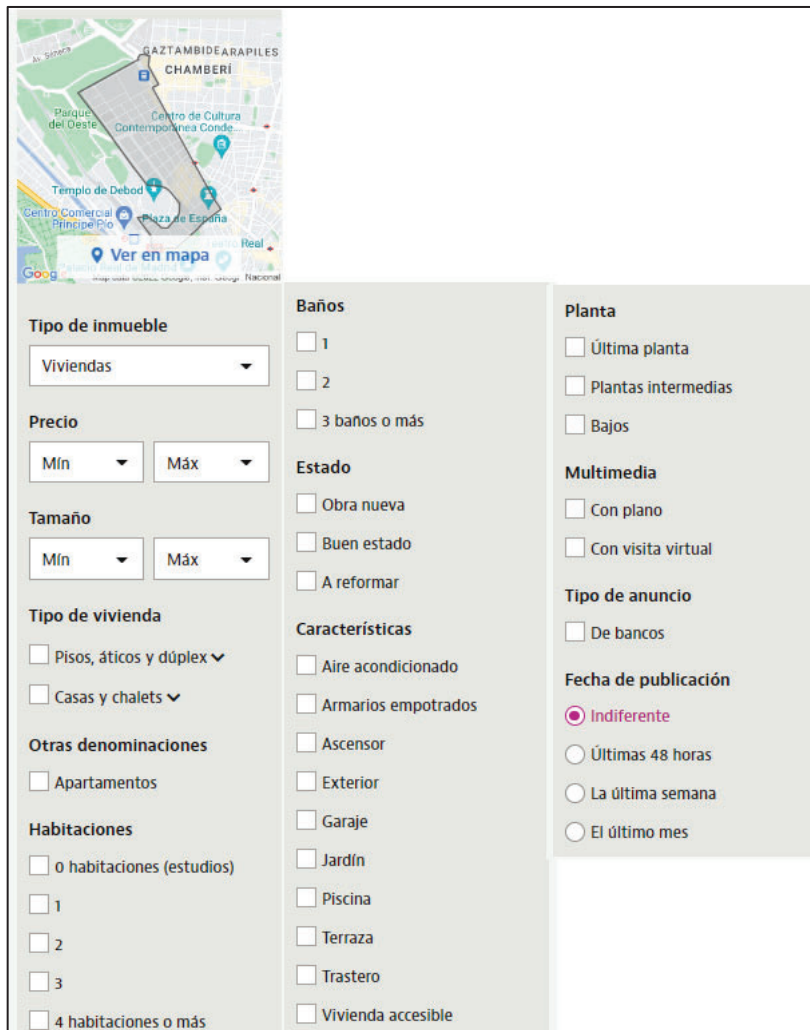 GAZTAMBIDE
ARAPILES
CHAMBERÍ
Av. Séneca
Parque
del Oeste
Centro de Cultura
Contemporánea Conde...
Templo de Debod
Centro Comercial
Príncipe Pío
Plaza de España
Real
Ver en mapa
Goog
Nacional
Tipo de inmueble
Viviendas
Precio
Mín
Máx
Tamaño
Mín
Máx
Tipo de vivienda
Pisos, áticos y dúplex
Casas y chalets
Otras denominaciones
Apartamentos
Habitaciones
0 habitaciones (estudios)
1
2
3
4 habitaciones o más
Baños
1
2
3 baños o más
Estado
Obra nueva
Buen estado
A reformar
Características
Aire acondicionado
Armarios empotrados
Ascensor
Exterior
Garaje
Jardín
Piscina
Terraza
Trastero
Vivienda accesible
Planta
Última planta
Plantas intermedias
Bajos
Multimedia
Con plano
Con visita virtual
Tipo de anuncio
De bancos
Fecha de publicación
Indiferente
Últimas 48 horas
La última semana
El último mes